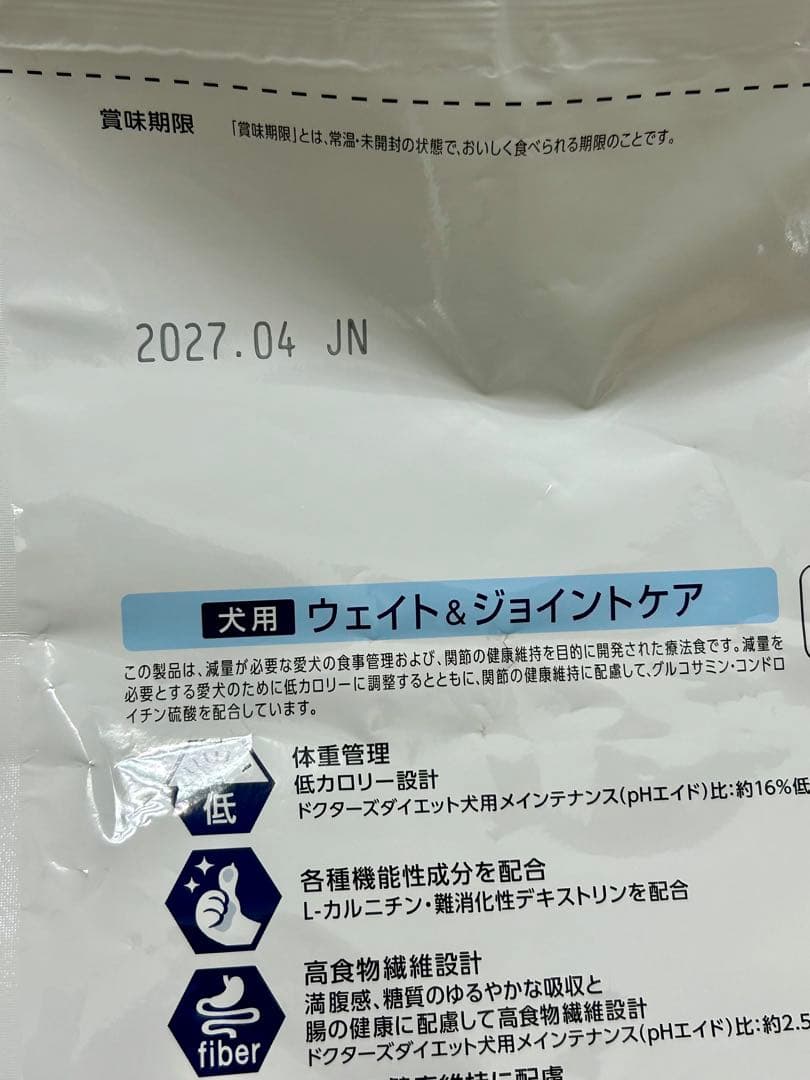 賞味期限
「賞味期限」とは、常温・未開封の状態で、おいしく食べられる期限のことです。
2027.04 JN
犬用 ウェイト&ジョイントケア
この製品は、減量が必要な愛犬の食事管理および、関節の健康維持を目的に開発された療法食です。減量を
必要とする愛犬のために低カロリーに調整するとともに、関節の健康維持に配慮して、グルコサミン・コンドロ
イチン硫酸を配合しています。
体重管理
低カロリー設計
ドクターズダイエット犬用メインテナンス(pHエイド)比:約16%低
低
各種機能性成分を配合
L-カルニチン・難消化性デキストリンを配合
高食物繊維設計
満腹感、糖質のゆるやかな吸収と
腸の健康に配慮して高食物繊維設計
ドクターズダイエット犬用メインテナンス(pHエイド)比:約2.5
fiber